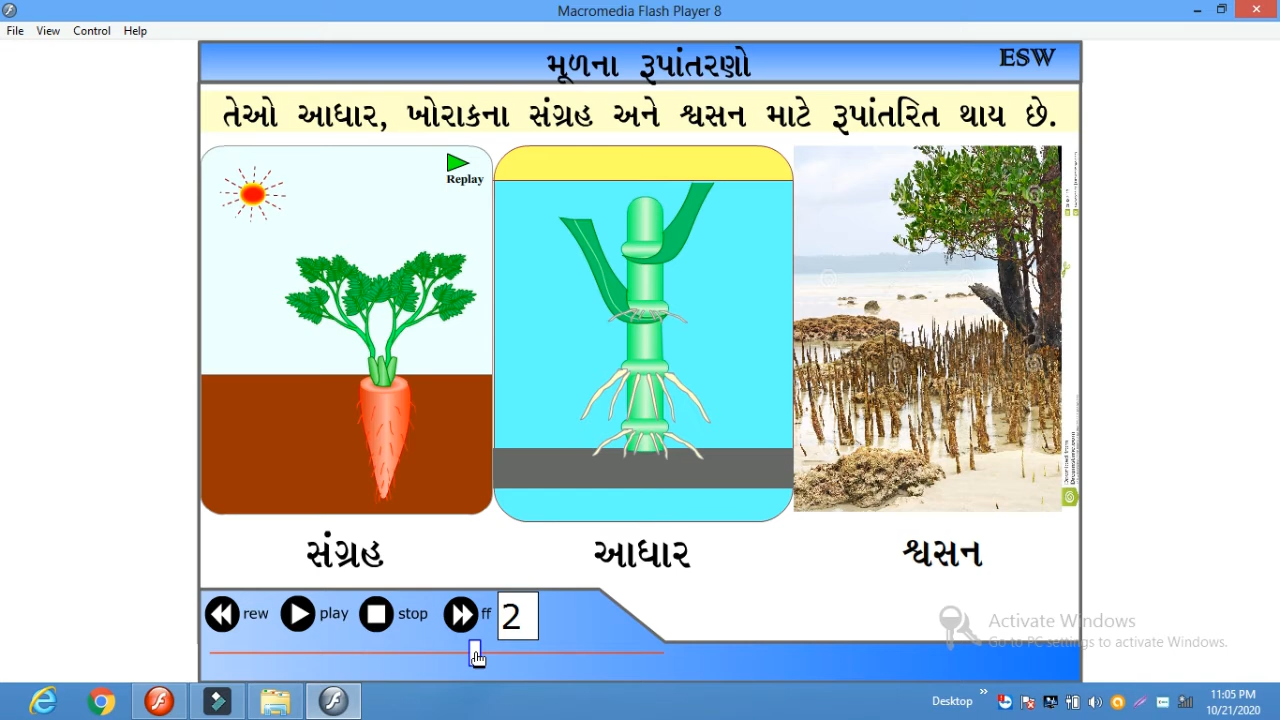 Macromedia Flash Player 8
File View Control Help
મૂળના રૂપાંતરણો
ESW
તેઓ આધાર, ખોરાકના સંગ્રહ અને શ્વસન માટે રૂપાંતરિત થાય છે.
Replay
સંગ્રહ
આધાર
શ્વસન
rew play stop ff 2
Activate Windows
Go to PC settings to activate Windows.
Desktop
11:05 PM
10/21/2020